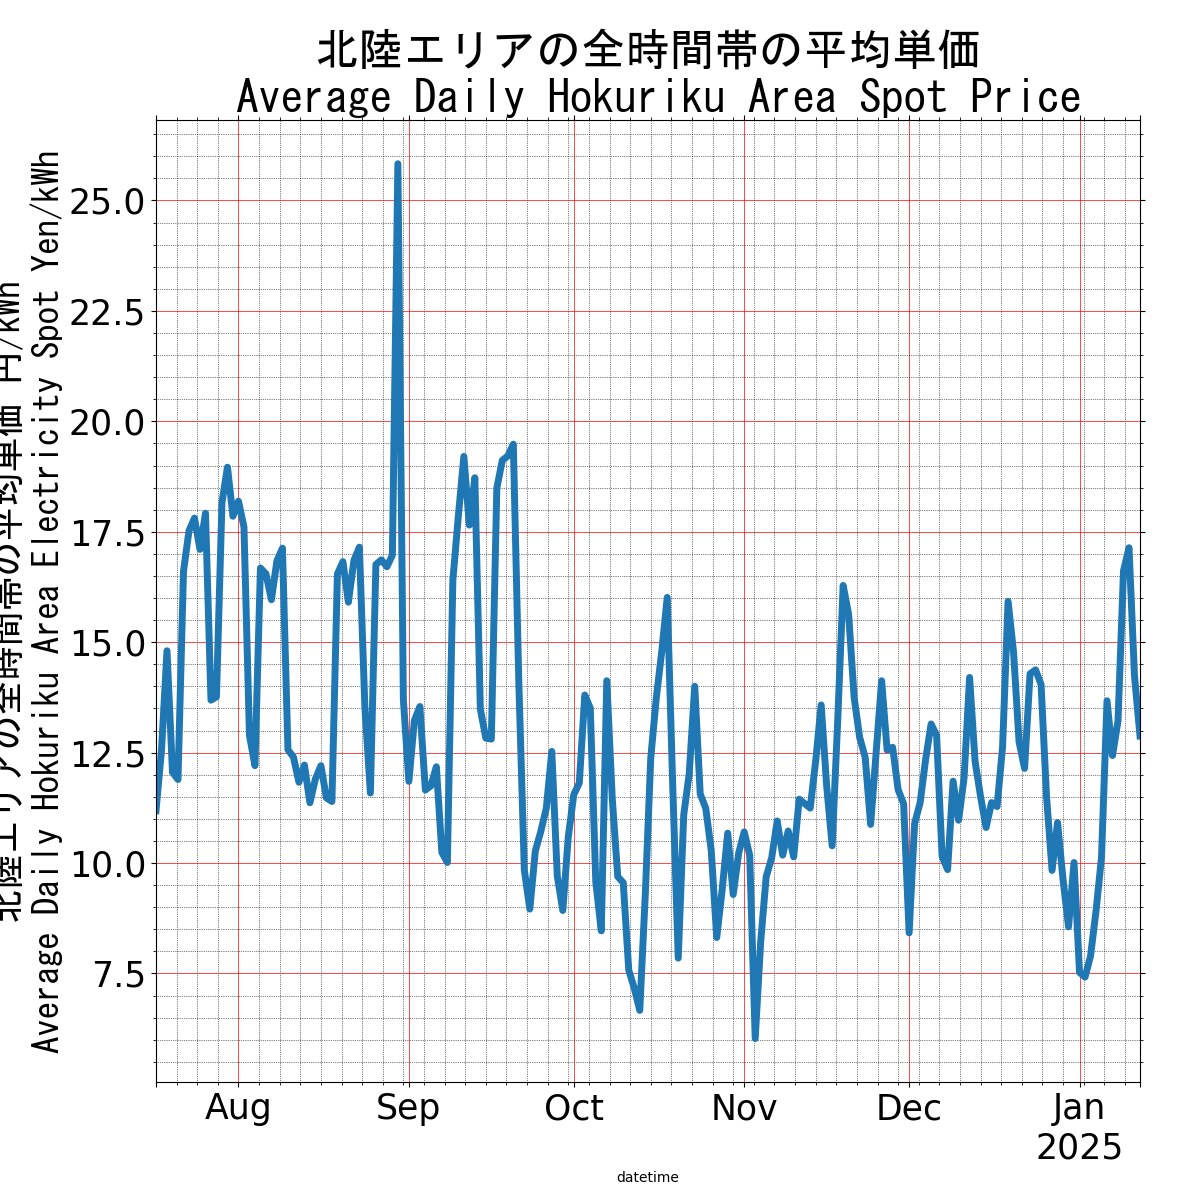 北陸エリアの全時間帯の平均単価
Average Daily Hokuriku Area Spot Price
北陸エリアの全時間帯の平均単価 円/kWh
Average Daily Hokuriku Area Electricity Spot Yen/kWh
25.0
22.5
20.0
17.5
15.0
12.5
10.0
7.5
Aug Sep Oct Nov Dec Jan
2025
datetime